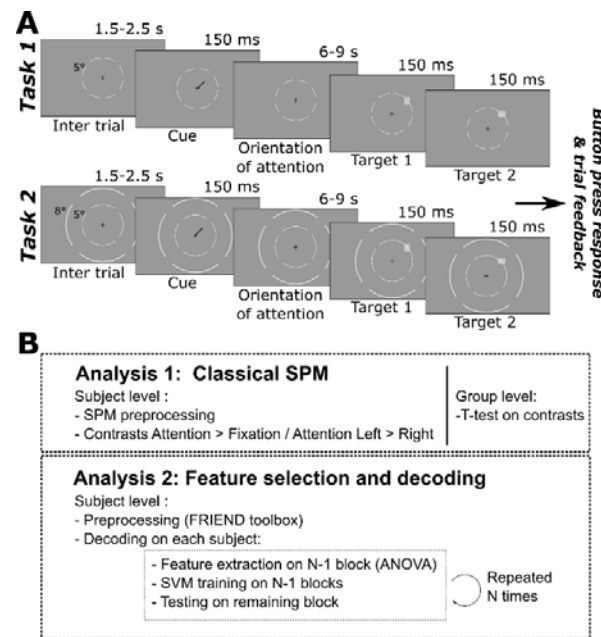 A
Task 1
1.5-2.5 s
150 ms
6-9 s
150 ms
150 ms
5°
Inter trial
Cue
Orientation
of attention
Target 1
Target 2
Task 2
1.5-2.5 s
150 ms
6-9 s
150 ms
150 ms
8°
5°
Inter trial
Cue
Orientation
of attention
Target 1
Target 2
Button press response
& trial feedback
B
Analysis 1: Classical SPM
Subject level :
- SPM preprocessing
- Contrasts Attention > Fixation / Attention Left > Right
Group level:
-T-test on contrasts
Analysis 2: Feature selection and decoding
Subject level :
- Preprocessing (FRIEND toolbox)
- Decoding on each subject:
- Feature extraction on N-1 block (ANOVA)
- SVM training on N-1 blocks
- Testing on remaining block
Repeated
N times